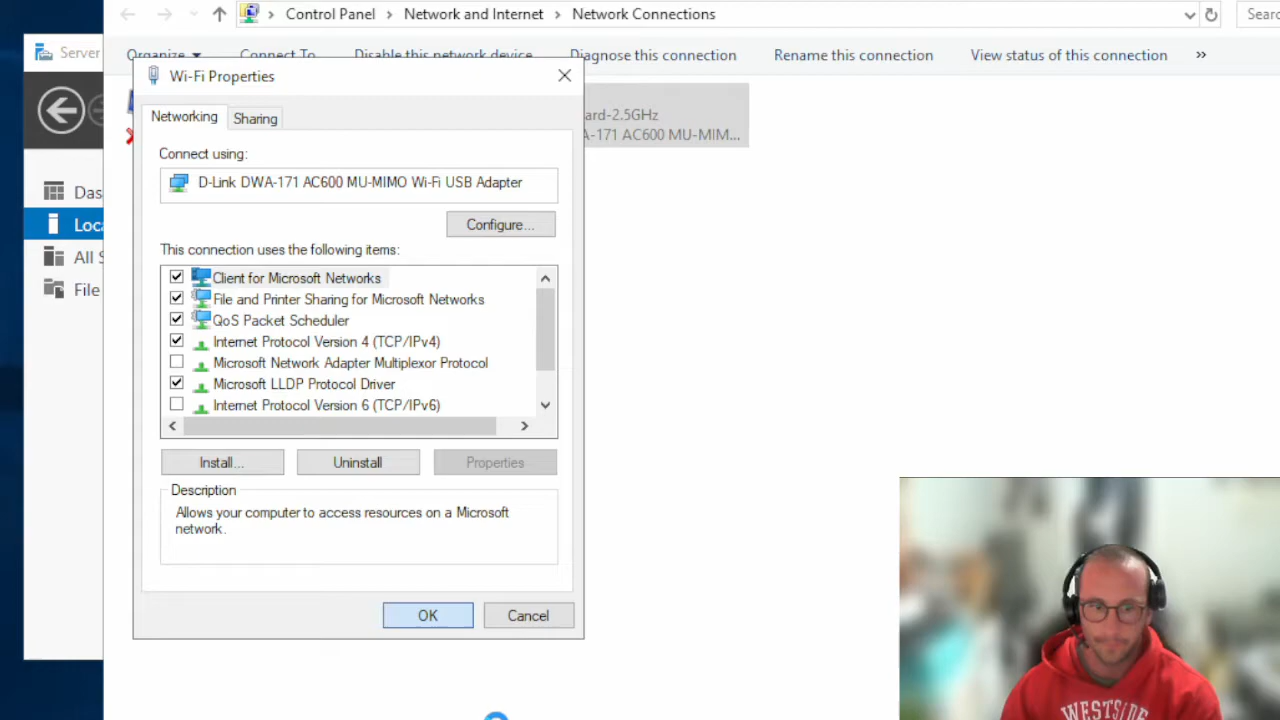 Control Panel > Network and Internet > Network Connections
Sear
Server
Organize
Connect To
Disable this network device
Diagnose this connection
Rename this connection
View status of this connection
»
Wi-Fi Properties
ard-2.5GHz
A-171 AC600 MU-MIM...
Networking
Sharing
Connect using:
D-Link DWA-171 AC600 MU-MIMO Wi-Fi USB Adapter
Das
Configure...
Loca
This connection uses the following items:
All S
Client for Microsoft Networks
File
File and Printer Sharing for Microsoft Networks
QoS Packet Scheduler
Internet Protocol Version 4 (TCP/IPv4)
Microsoft Network Adapter Multiplexor Protocol
Microsoft LLDP Protocol Driver
Internet Protocol Version 6 (TCP/IPv6)
Install...
Uninstall
Properties
Description
Allows your computer to access resources on a Microsoft
network.
OK
Cancel
WESTSIDE